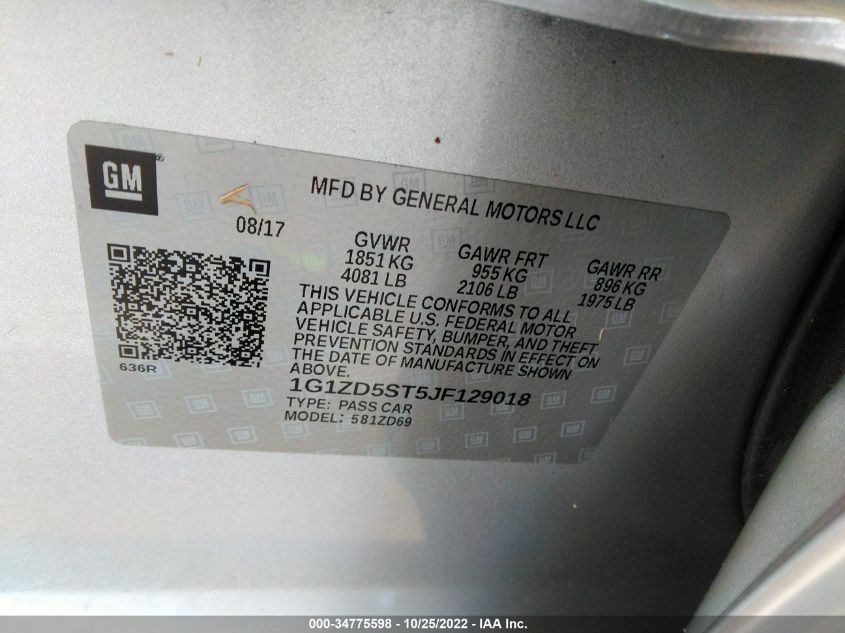 GM
MFD BY GENERAL MOTORS LLC
08/17
GVWR
1851 KG
4081 LB
GAWR FRT
955 KG
2106 LB
GAWR RR
896 KG
1975 LB
THIS VEHICLE CONFORMS TO ALL
APPLICABLE U.S. FEDERAL MOTOR
VEHICLE SAFETY, BUMPER, AND THEFT
PREVENTION STANDARDS IN EFFECT ON
THE DATE OF MANUFACTURE SHOWN
ABOVE.
636R
1G1ZD5ST5JF129018
TYPE: PASS CAR
MODEL: 581ZD69
000-34775598 - 10/25/2022 - IAA Inc.